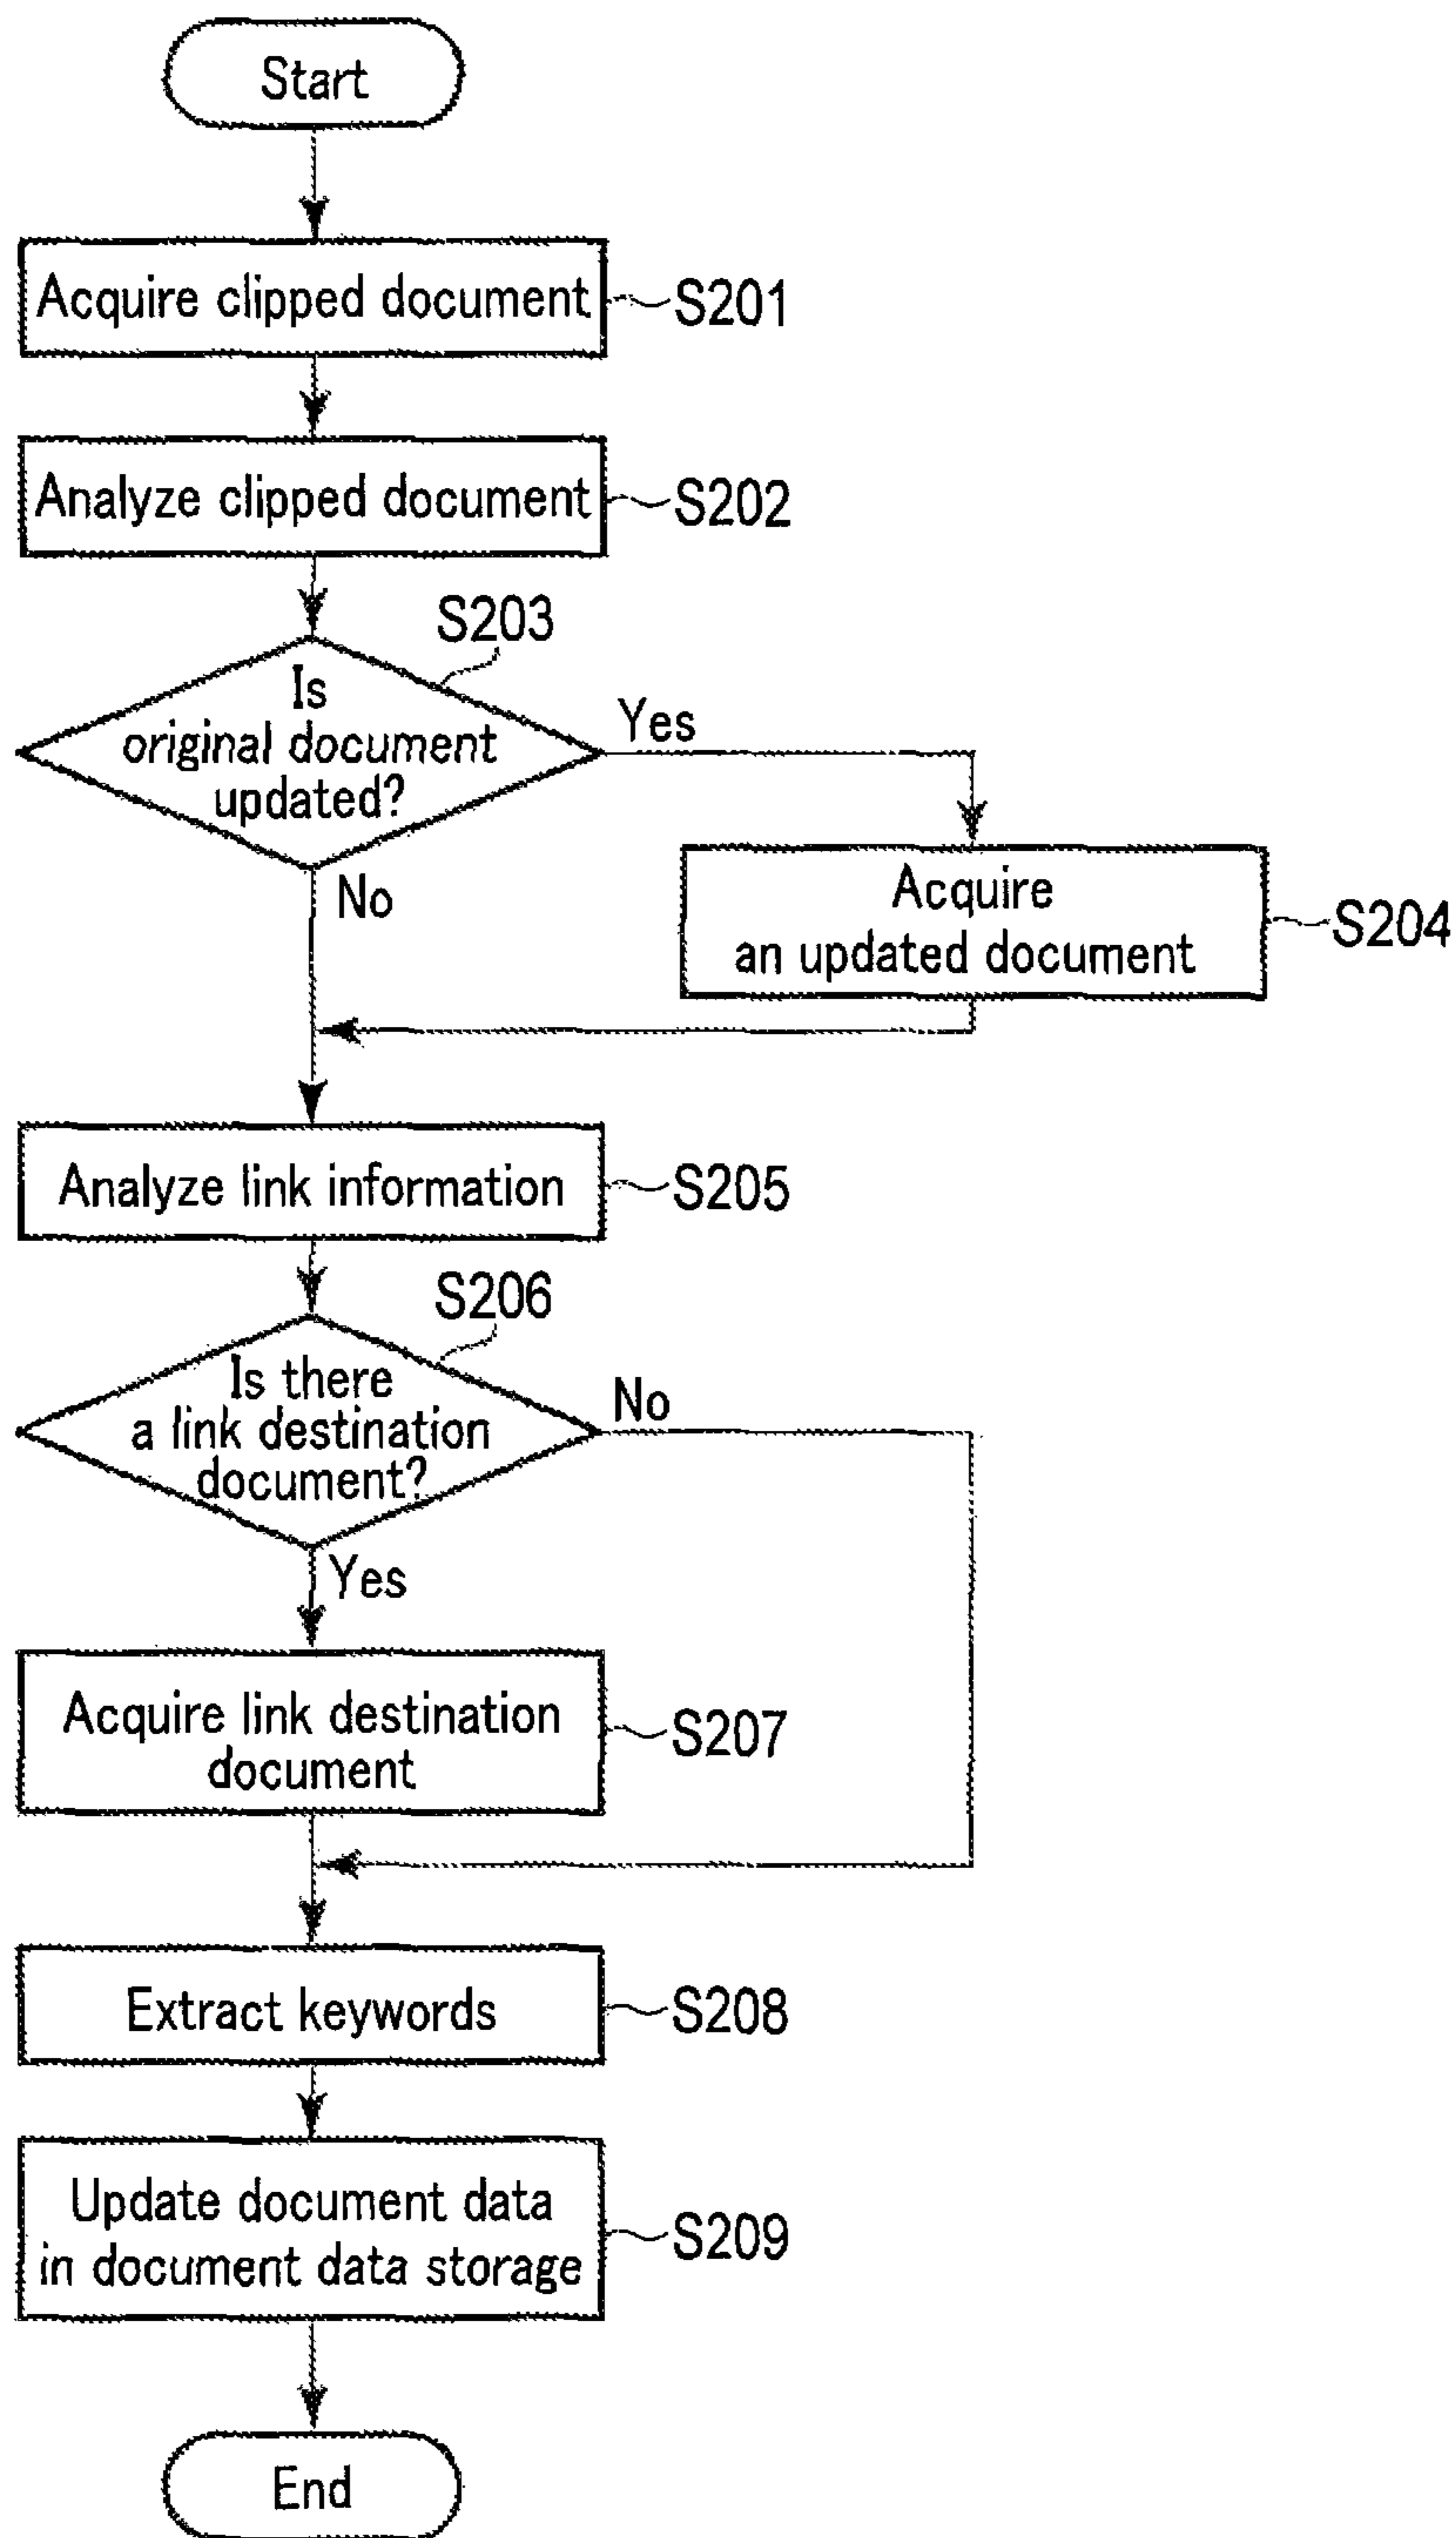 Start
Acquire clipped document
S201
Analyze clipped document
S202
S203
Is
original document
updated?
Yes
No
Acquire
an updated document
S204
Analyze link information
S205
S206
Is there
a link destination
document?
No
Yes
Acquire link destination
document
S207
Extract keywords
S208
Update document data
in document data storage
S209
End